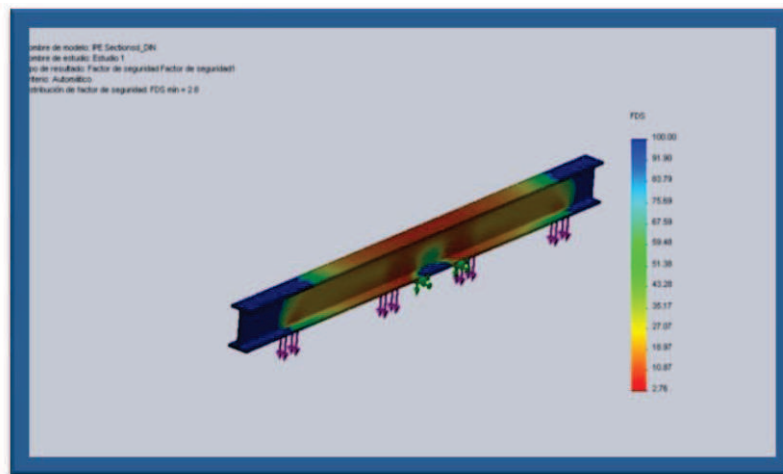 ombre de modelo: IPE Sectionsd_DIN
ombre de estudio: Estudio 1
po de resultado: Factor de seguridad Factor de seguridad1
riterio: Automático
stribución de factor de seguridad: FDS min = 2.8
FDS
100.00
91.90
83.79
75.69
67.59
59.48
51.38
43.28
35.17
27.07
18.97
10.87
2.76